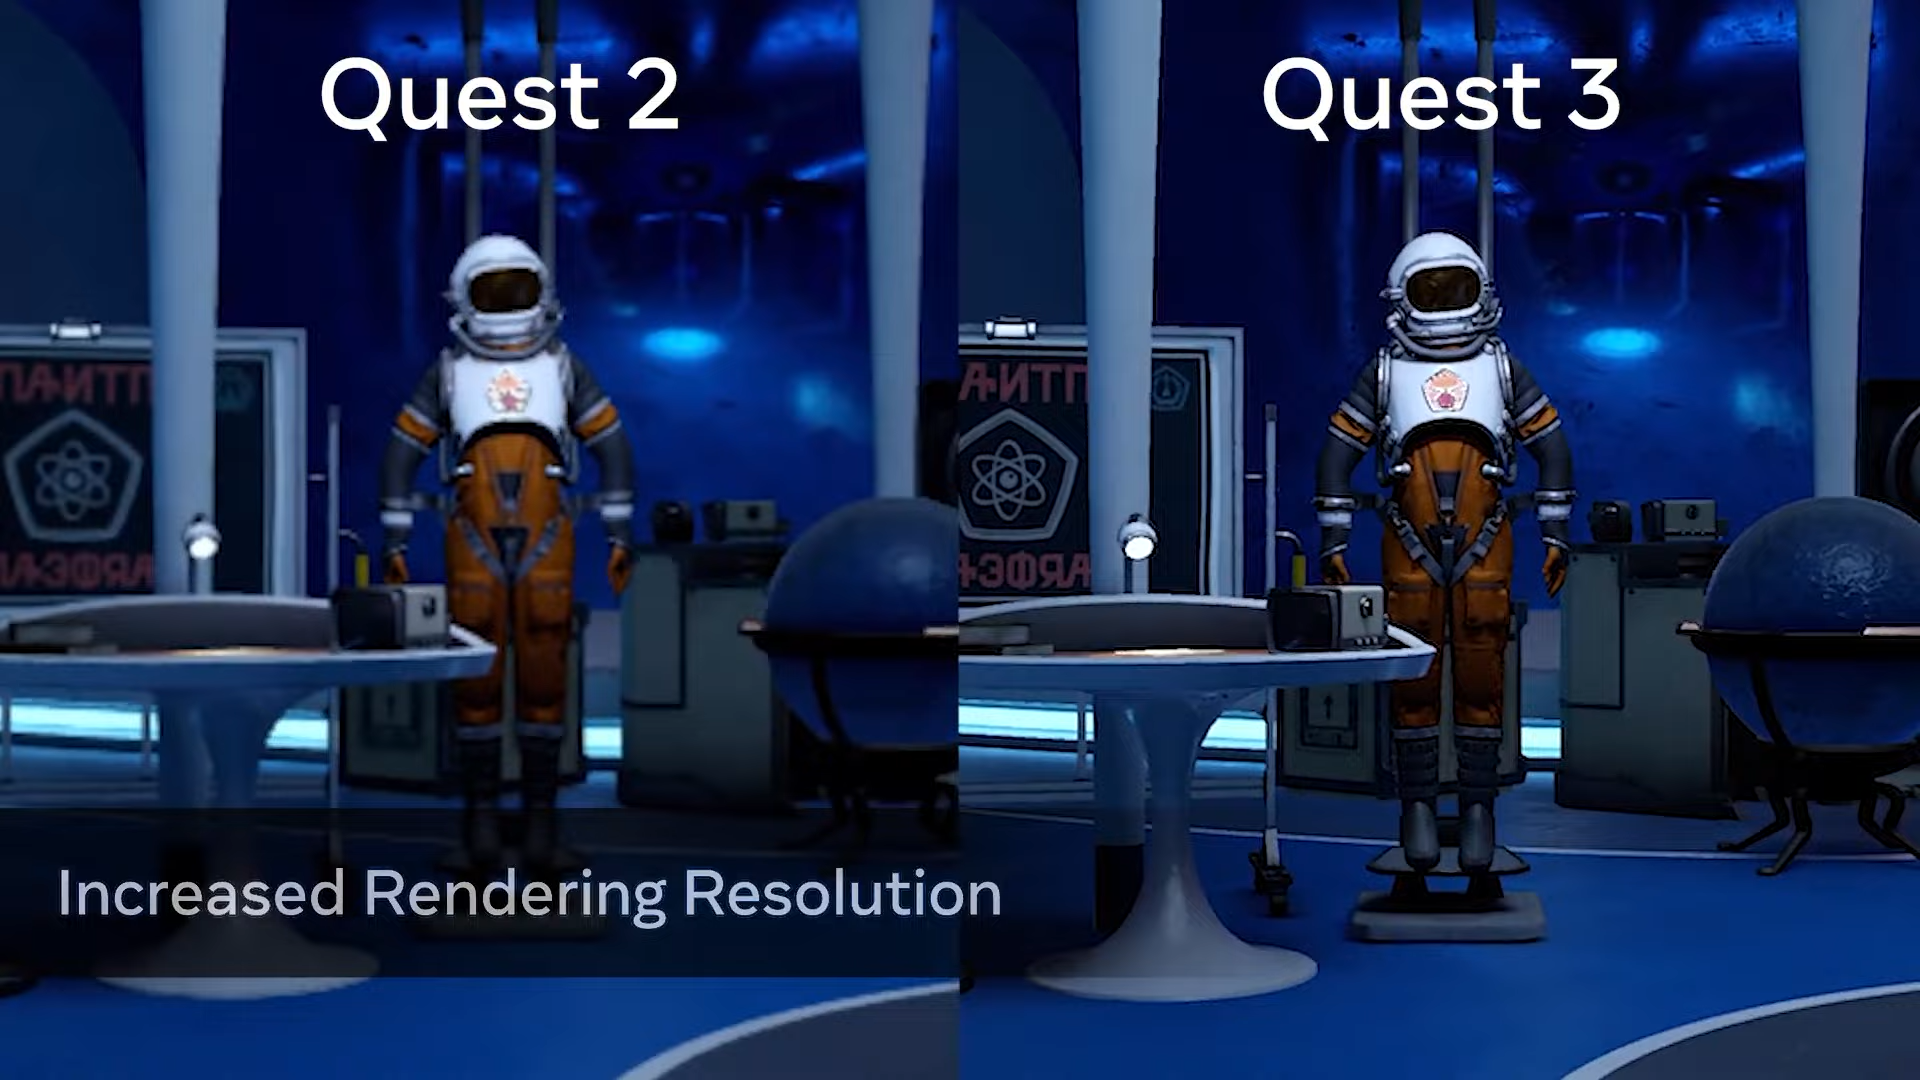 Quest 2
Quest 3
Increased Rendering Resolution